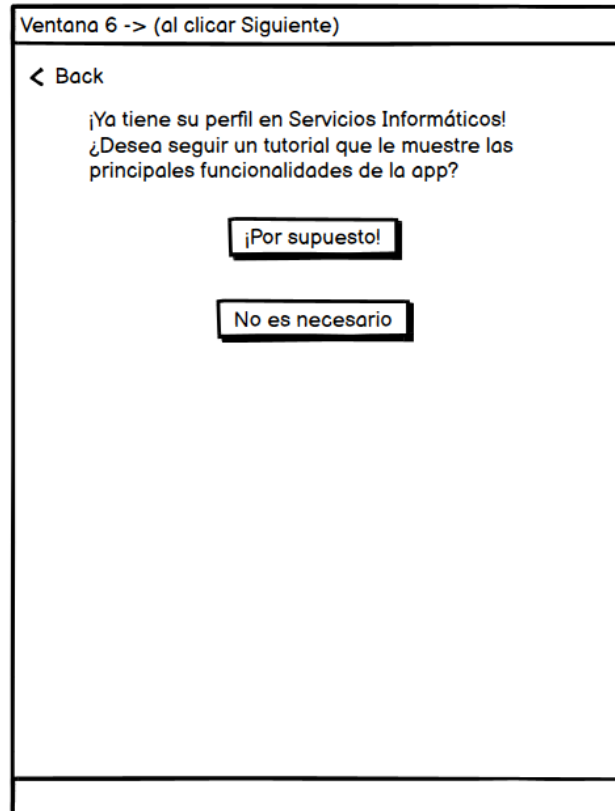 Ventana 6 -> (al clicar Siguiente)
Back
¡Ya tiene su perfil en Servicios Informáticos!
¿Desea seguir un tutorial que le muestre las
principales funcionalidades de la app?
¡Por supuesto!
No es necesario